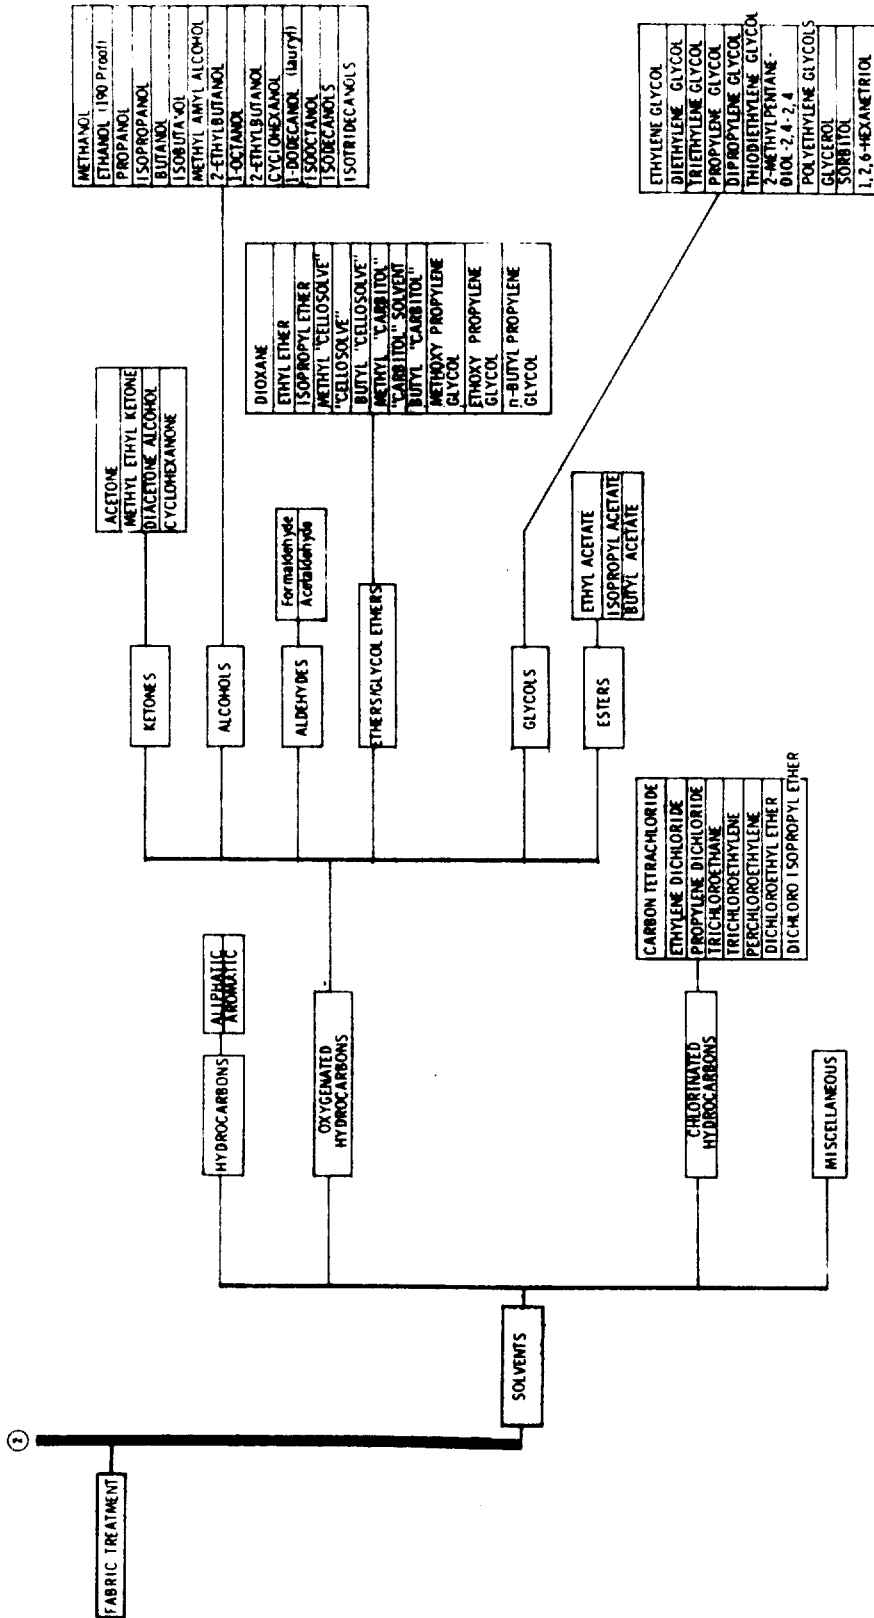 2
FABRIC TREATMENT
SOLVENTS
HYDROCARBONS
ALIPHATIC
AROMATIC
OXYGENATED
HYDROCARBONS
KETONES
ACETONE
METHYL ETHYL KETONE
DIACETONE ALCOHOL
CYCLOHEXANONE
ALCOHOLS
METHANOL
ETHANOL (190 Proof)
PROPANOL
ISOPROPANOL
BUTANOL
ISOBUTANOL
METHYL AMYL ALCOHOL
2-ETHYLBUTANOL
1-OCTANOL
2-ETHYLBUTANOL
CYCLOHEXANOL
1-DODECANOL (lauryl)
ISOOCTANOL
ISODECANOLS
ISOTRIDECANOLS
ALDEHYDES
Formaldehyde
Acetaldehyde
ETHERS/GLYCOL ETHERS
DIOXANE
ETHYL ETHER
ISOPROPYL ETHER
METHYL "CELLOSOLVE"
"CELLOSOLVE"
BUTYL "CELLOSOLVE"
METHYL "CARBITOL"
"CARBITOL" SOLVENT
BUTYL "CARBITOL"
METHOXY PROPYLENE
GLYCOL
ETHOXY PROPYLENE
GLYCOL
n-BUTYL PROPYLENE
GLYCOL
GLYCOLS
ETHYLENE GLYCOL
DIETHYLENE GLYCOL
TRIETHYLENE GLYCOL
PROPYLENE GLYCOL
DIPROPYLENE GLYCOL
THIODIETHYLENE GLYCOL
2-METHYLPENTANE-
DIOL-2,4-2,4
POLYETHYLENE GLYCOLS
GLYCEROL
SORBITOL
1,2,6-HEXANETRIOL
ESTERS
ETHYL ACETATE
ISOPROPYL ACETATE
BUTYL ACETATE
CHLORINATED
HYDROCARBONS
CARBON TETRACHLORIDE
ETHYLENE DICHLORIDE
PROPYLENE DICHLORIDE
TRICHLOROETHANE
TRICHLOROETHYLENE
PERCHLOROETHYLENE
DICHLOROETHYL ETHER
DICHLORO ISOPROPYL ETHER
MISCELLANEOUS